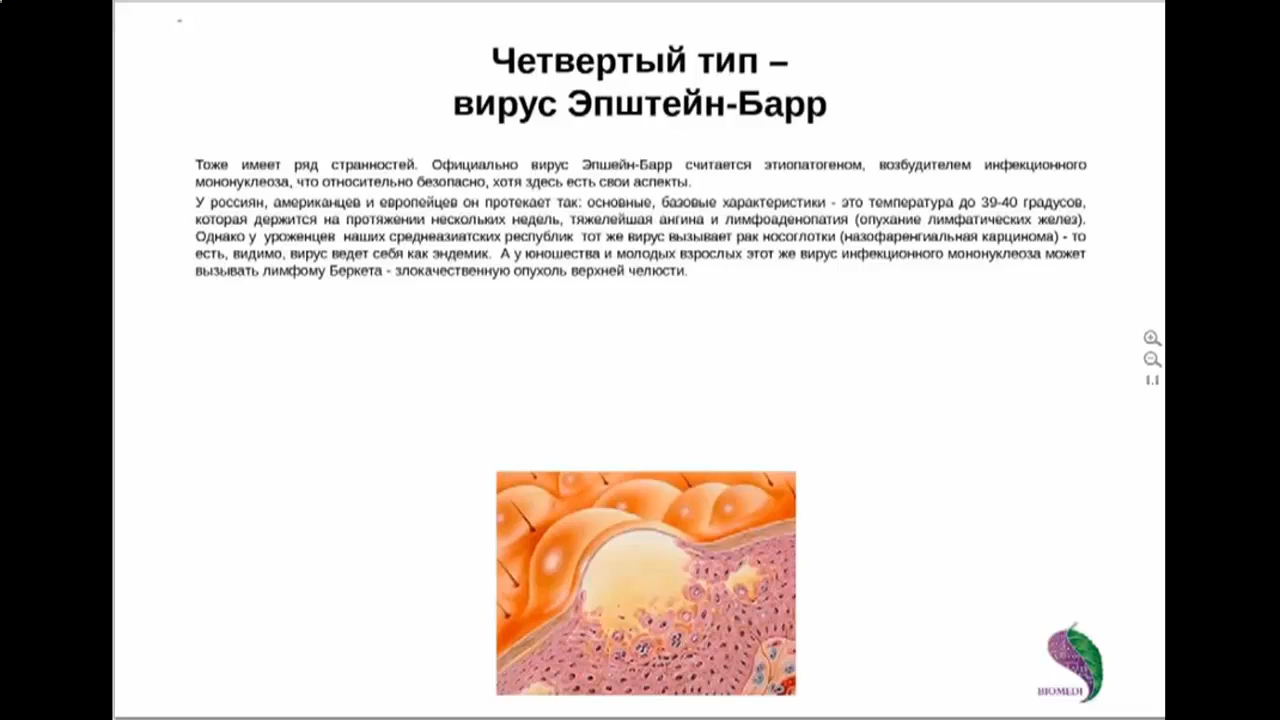 Четвертый тип –
вирус Эпштейн-Барр
Тоже имеет ряд странностей. Официально вирус Эпшейн-Барр считается этиопатогеном, возбудителем инфекционного
мононуклеоза, что относительно безопасно, хотя здесь есть свои аспекты.
У россиян, американцев и европейцев он протекает так: основные, базовые характеристики - это температура до 39-40 градусов,
которая держится на протяжении нескольких недель, тяжелейшая ангина и лимфоаденопатия (опухание лимфатических желез).
Однако у уроженцев наших среднеазиатских республик тот же вирус вызывает рак носоглотки (назофаренгиальная карцинома) - то
есть, видимо, вирус ведет себя как эндемик. А у юношества и молодых взрослых этот же вирус инфекционного мононуклеоза может
вызывать лимфому Беркета - злокачественную опухоль верхней челюсти.
1.1
BIOMEDI